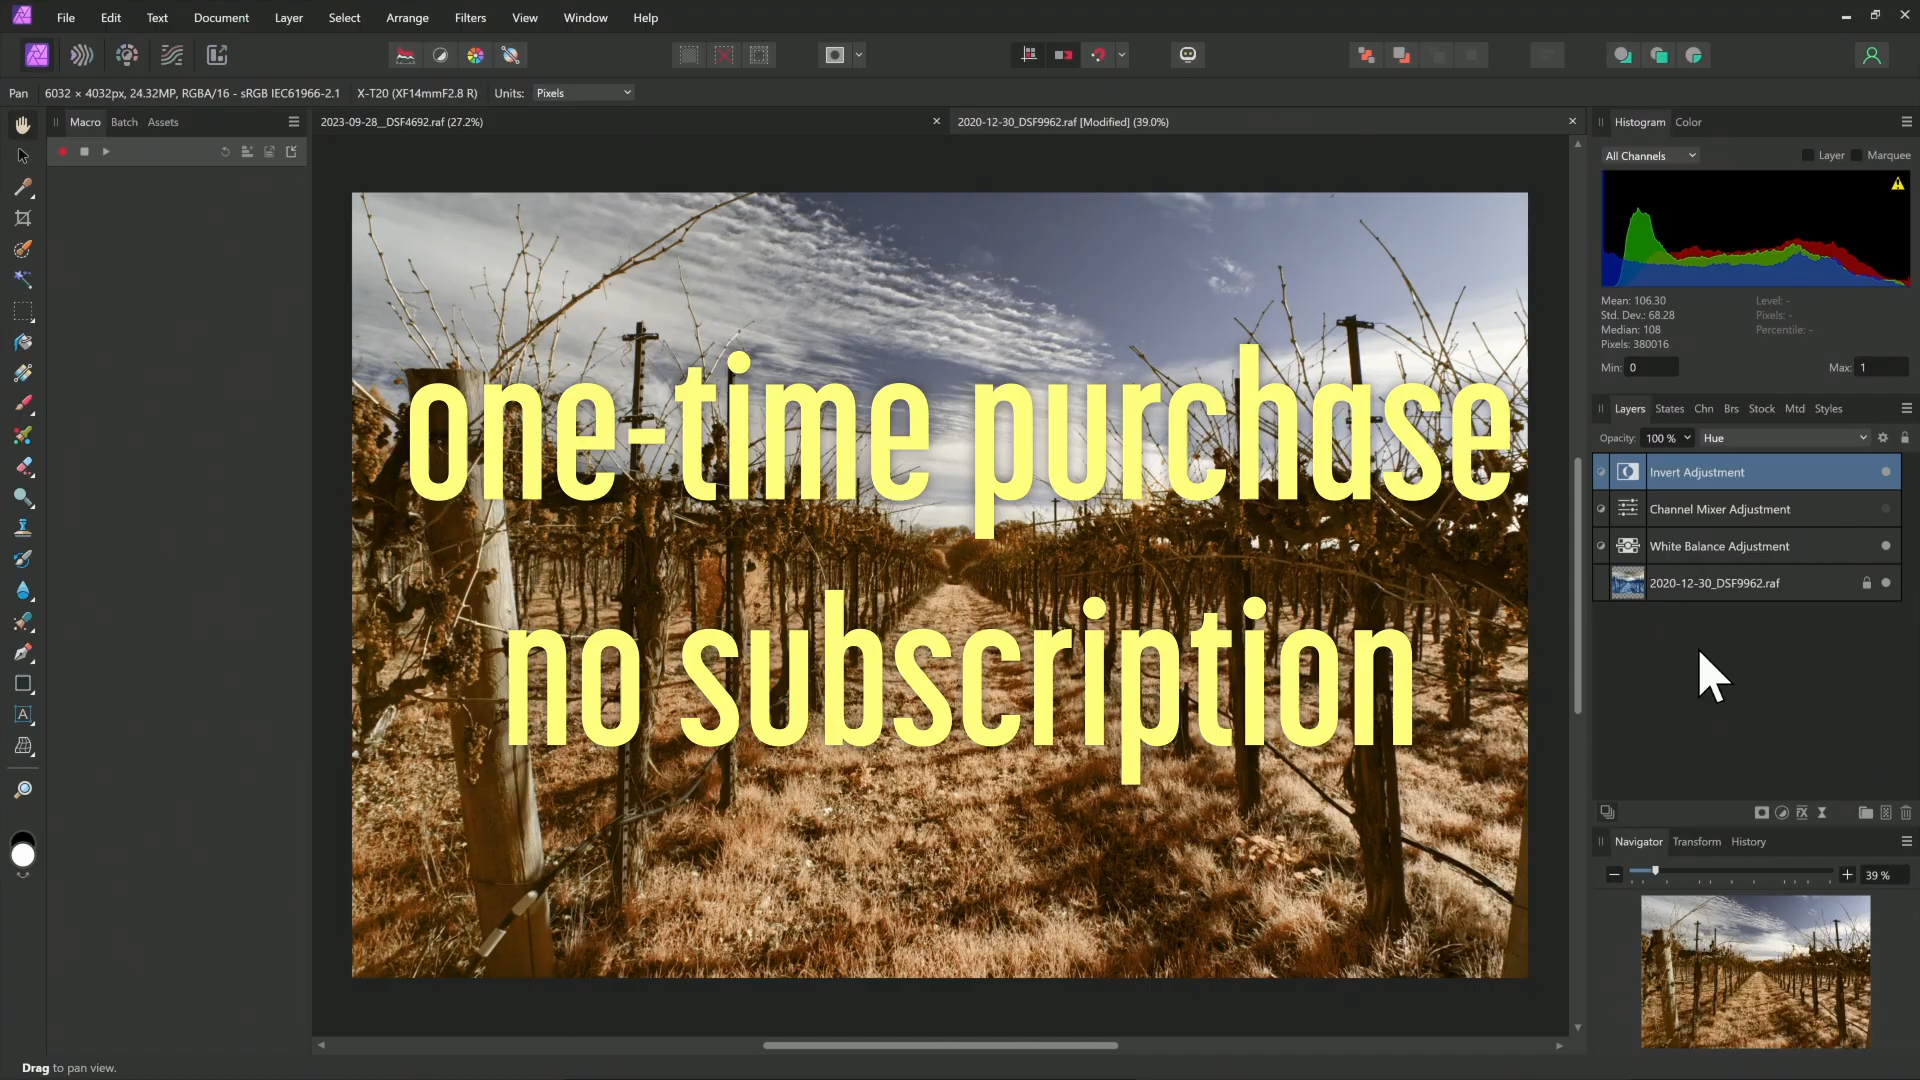 File Edit Text Document Layer Select Arrange Filters View Window Help
Pan 6032 × 4032px, 24.32MP, RGBA/16 - sRGB IEC61966-2.1 X-T20 (XF14mmF2.8 R) Units: Pixels
Macro Batch Assets
2023-09-28__DSF4692.raf (27.2%)
2020-12-30_DSF9962.raf [Modified] (39.0%)
Histogram Color
All Channels Layer Marquee
Mean: 106.30 Level: -
Std. Dev.: 68.28 Pixels: -
Median: 108 Percentile: -
Pixels: 380016
Min: 0 Max: 1
Layers States Chn Brs Stock Mtd Styles
Opacity: 100 % Hue
Invert Adjustment
Channel Mixer Adjustment
White Balance Adjustment
2020-12-30_DSF9962.raf
one-time purchase
no subscription
Navigator Transform History
39 %
Drag to pan view.